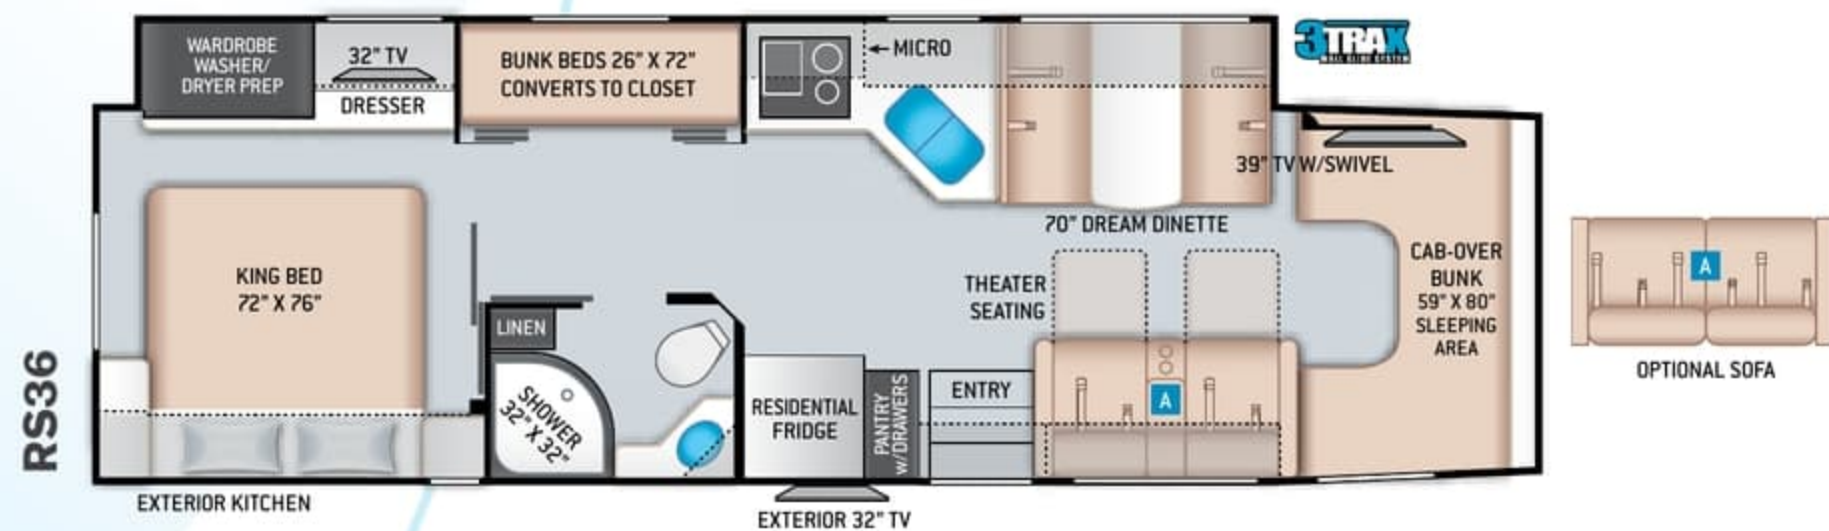 WARDROBE
WASHER/
DRYER PREP
32" TV
DRESSER
BUNK BEDS 26" X 72"
CONVERTS TO CLOSET
MICRO
3TRAX
39" TV W/SWIVEL
70" DREAM DINETTE
KING BED
72" X 76"
THEATER
SEATING
CAB-OVER
BUNK
59" X 80"
SLEEPING
AREA
A
OPTIONAL SOFA
RS36
LINEN
SHOWER
32" X 32"
RESIDENTIAL
FRIDGE
PANTRY
w/DRAWERS
ENTRY
A
EXTERIOR KITCHEN
EXTERIOR 32" TV